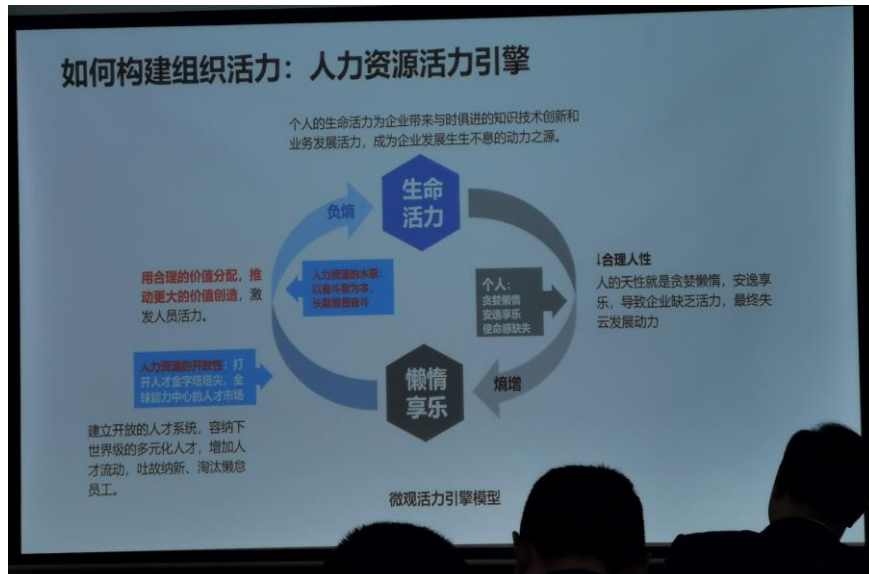 如何构建组织活力：人力资源活力引擎
个人的生命活力为企业带来与时俱进的知识技术创新和
业务发展活力，成为企业发展生生不息的动力之源。
生命
活力
负熵
用合理的价值分配，推
动更大的价值创造，激
发人员活力。
人力资源的水泵：
以奋斗者为本，
长期艰苦奋斗
个人：
贪婪懒惰
安逸享乐
使命感缺失
↓合理人性
人的天性就是贪婪懒惰，安逸享
乐，导致企业缺乏活力，最终失
云发展动力
人力资源的开放性：打
开人才金字塔塔尖，全
球能力中心的人才市场
懒惰
享乐
熵增
建立开放的人才系统，容纳下
世界级的多元化人才，增加人
才流动，吐故纳新、淘汰懒怠
员工。
微观活力引擎模型